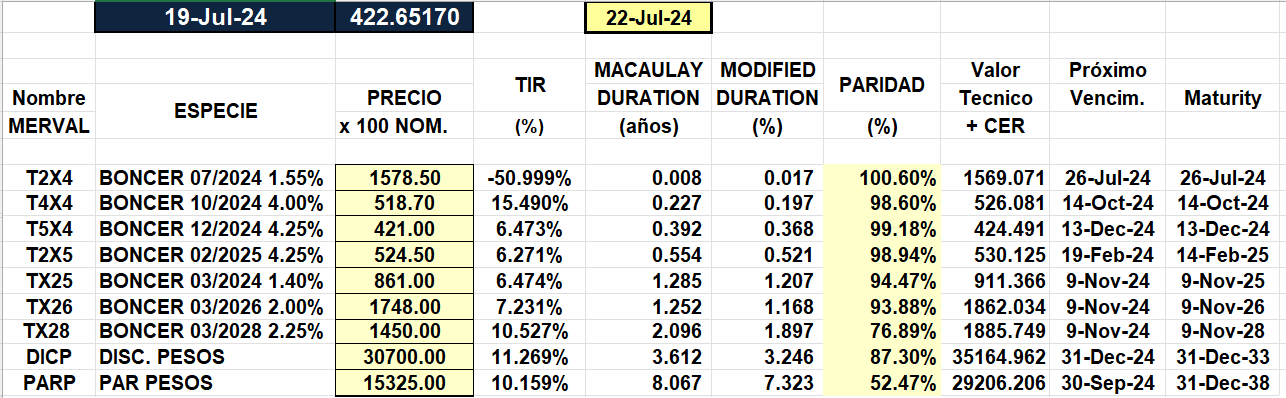 19-Jul-24 422.65170 22-Jul-24
Nombre MERVAL ESPECIE PRECIO x 100 NOM. TIR (%) MACAULAY DURATION (años) MODIFIED DURATION (%) PARIDAD (%) Valor Tecnico + CER Próximo Vencim. Maturity
T2X4 BONCER 07/2024 1.55% 1578.50 -50.999% 0.008 0.017 100.60% 1569.071 26-Jul-24 26-Jul-24
T4X4 BONCER 10/2024 4.00% 518.70 15.490% 0.227 0.197 98.60% 526.081 14-Oct-24 14-Oct-24
T5X4 BONCER 12/2024 4.25% 421.00 6.473% 0.392 0.368 99.18% 424.491 13-Dec-24 13-Dec-24
T2X5 BONCER 02/2025 4.25% 524.50 6.271% 0.554 0.521 98.94% 530.125 19-Feb-24 14-Feb-25
TX25 BONCER 03/2024 1.40% 861.00 6.474% 1.285 1.207 94.47% 911.366 9-Nov-24 9-Nov-25
TX26 BONCER 03/2026 2.00% 1748.00 7.231% 1.252 1.168 93.88% 1862.034 9-Nov-24 9-Nov-26
TX28 BONCER 03/2028 2.25% 1450.00 10.527% 2.096 1.897 76.89% 1885.749 9-Nov-24 9-Nov-28
DICP DISC. PESOS 30700.00 11.269% 3.612 3.246 87.30% 35164.962 31-Dec-24 31-Dec-33
PARP PAR PESOS 15325.00 10.159% 8.067 7.323 52.47% 29206.206 30-Sep-24 31-Dec-38